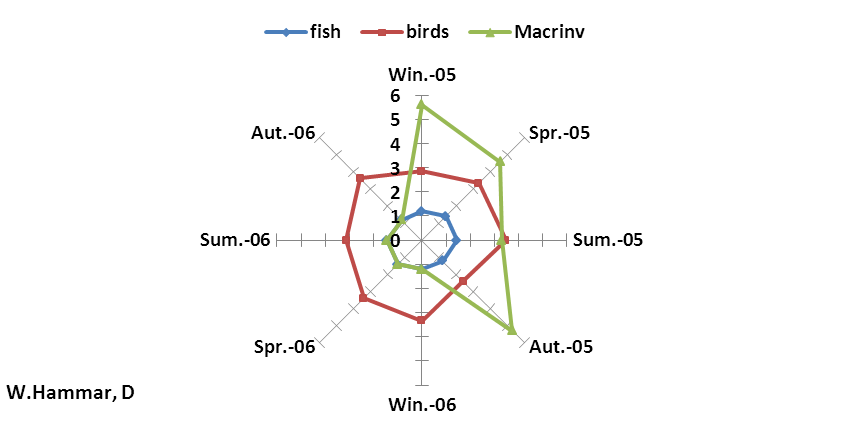 fish birds Macrinv
Win.-05
6
Aut.-06 5 Spr.-05
4
3
2
1
Sum.-06 0 Sum.-05
Spr.-06 Aut.-05
W.Hammar, D
Win.-06